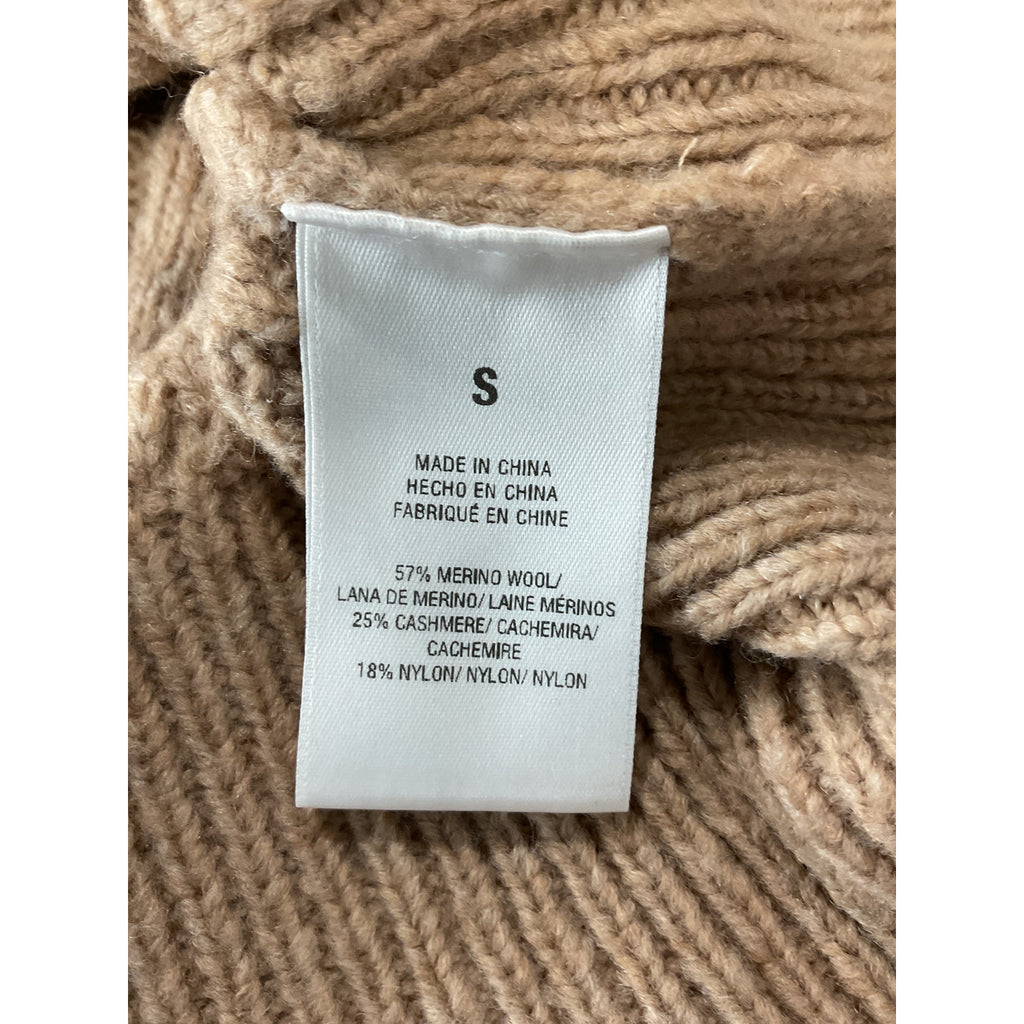 S
MADE IN CHINA
HECHO EN CHINA
FABRIQUÉ EN CHINE
57% MERINO WOOL/
LANA DE MERINO/ LAINE MÉRINOS
25% CASHMERE/ CACHEMIRA/
CACHEMIRE
18% NYLON/ NYLON/ NYLON